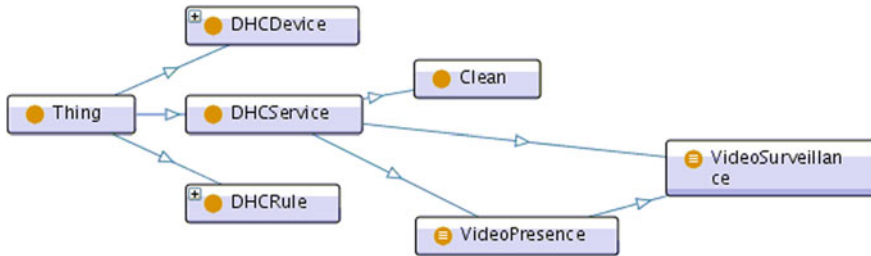 DHCDevice
Clean
Thing
DHCService
VideoSurveillan
ce
DHCRule
VideoPresence